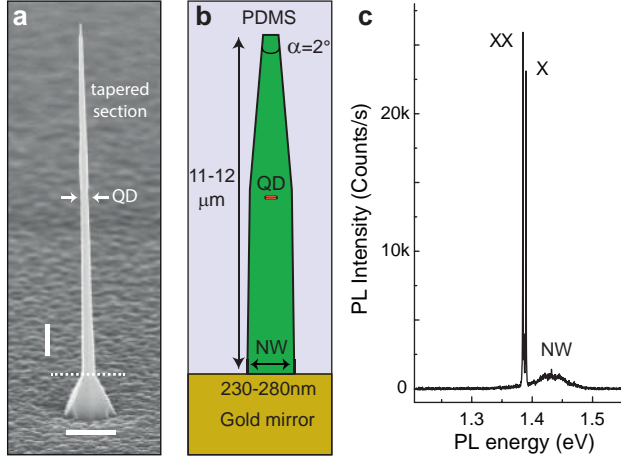 a
tapered
section
QD
b
PDMS
α=2°
11-12
μm
QD
NW
230-280nm
Gold mirror
c
XX
X
NW
20k
10k
0
1.3
1.4
1.5
PL Intensity (Counts/s)
PL energy (eV)